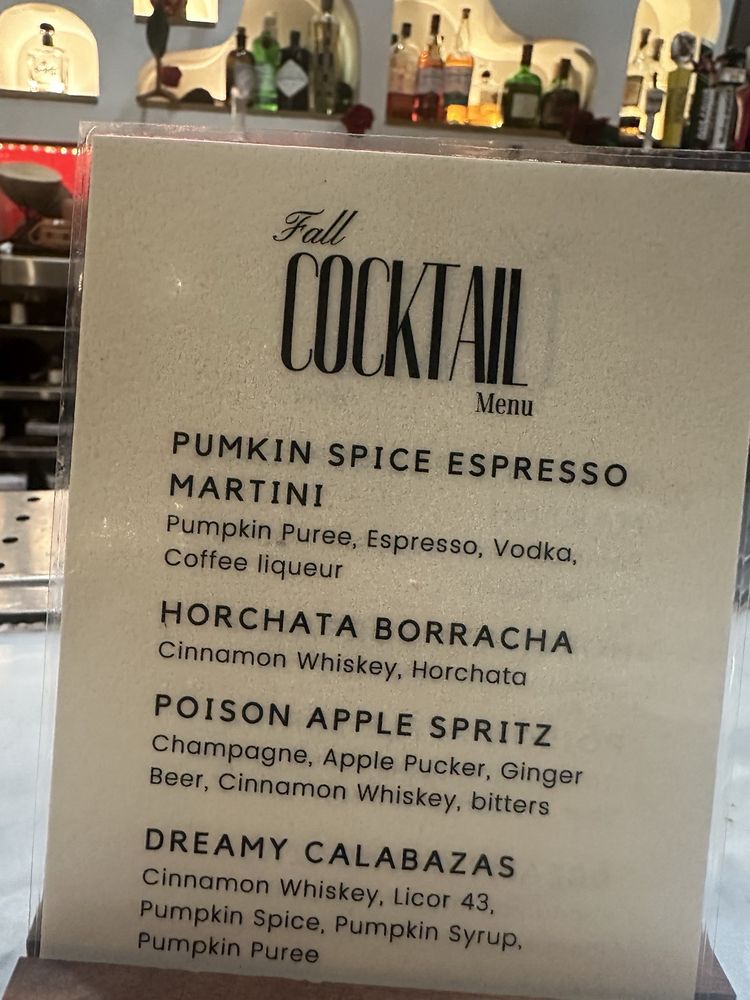 Fall
COCKTAIL
Menu
PUMKIN SPICE ESPRESSO
MARTINI
Pumpkin Puree, Espresso, Vodka,
Coffee liqueur
HORCHATA BORRACHA
Cinnamon Whiskey, Horchata
POISON APPLE SPRITZ
Champagne, Apple Pucker, Ginger
Beer, Cinnamon Whiskey, bitters
DREAMY CALABAZAS
Cinnamon Whiskey, Licor 43,
Pumpkin Spice, Pumpkin Syrup,
Pumpkin Puree